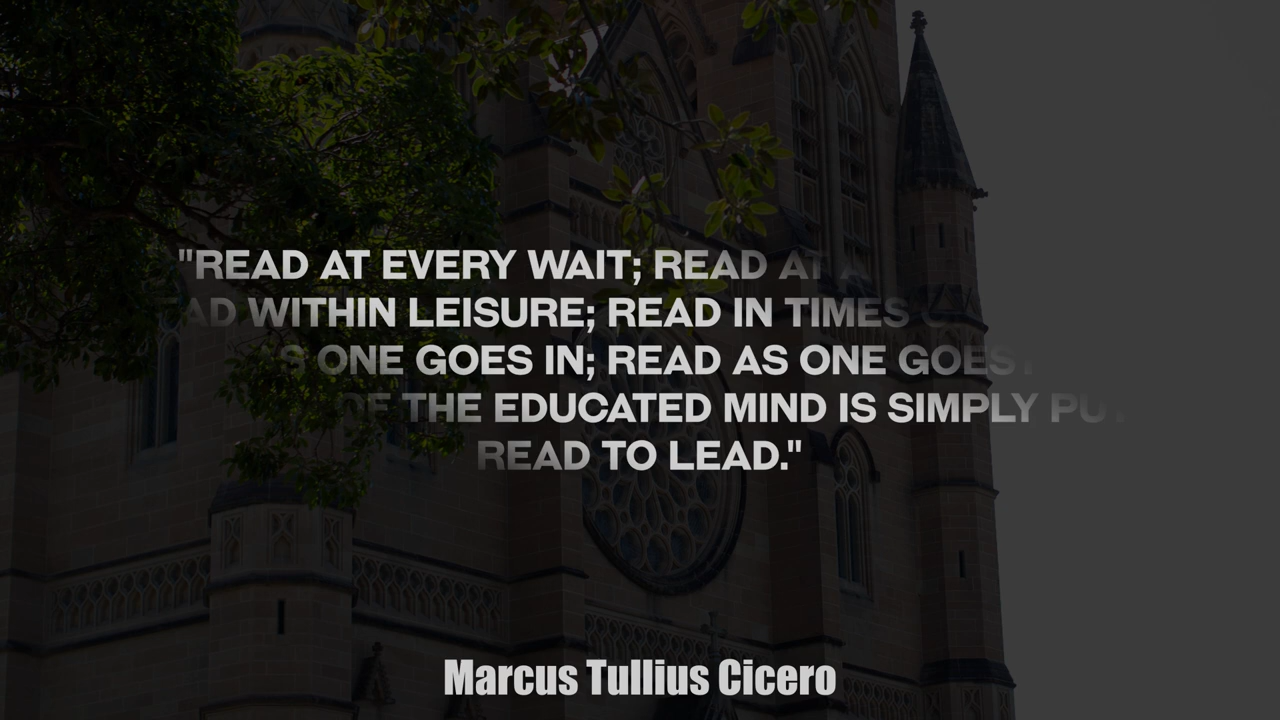 "READ AT EVERY WAIT; READ AT
WITHIN LEISURE; READ IN TIMES
ONE GOES IN; READ AS ONE GOES
OF THE EDUCATED MIND IS SIMPLY
READ TO LEAD."
Marcus Tullius Cicero